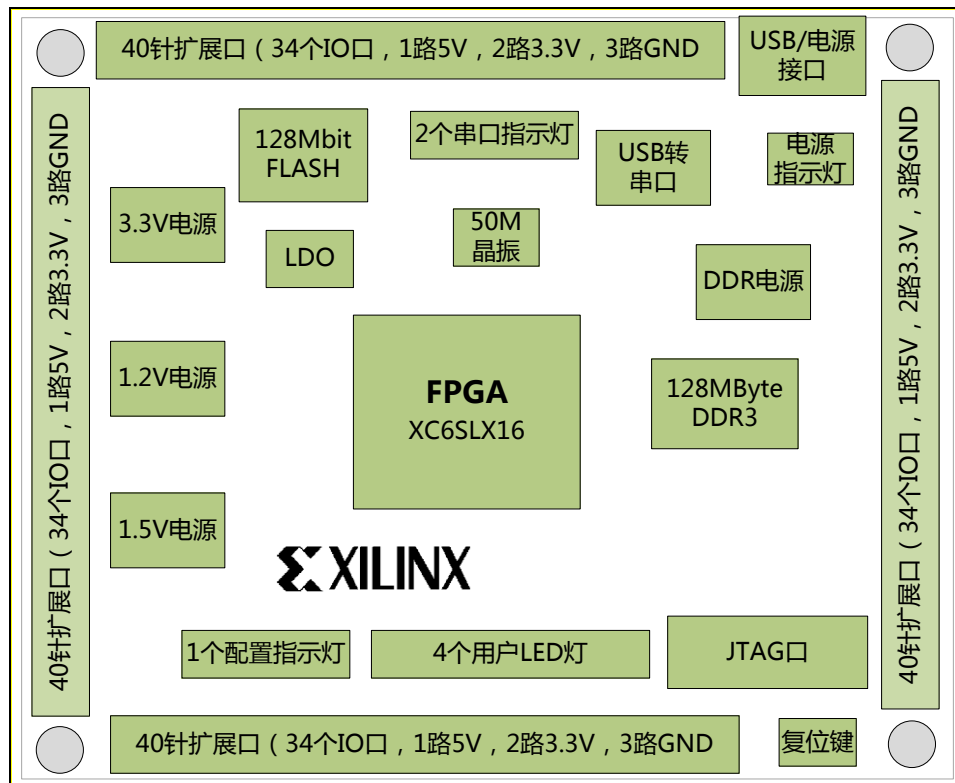 40针扩展口（34个IO口，1路5V，2路3.3V，3路GND
USB/电源
接口
40针扩展口（34个IO口，1路5V，2路3.3V，3路GND
40针扩展口（34个IO口，1路5V，2路3.3V，3路GND
128Mbit
FLASH
2个串口指示灯
USB转
串口
电源
指示灯
3.3V电源
LDO
50M
晶振
DDR电源
1.2V电源
FPGA
XC6SLX16
128MByte
DDR3
1.5V电源
XILINX
1个配置指示灯
4个用户LED灯
JTAG口
40针扩展口（34个IO口，1路5V，2路3.3V，3路GND
复位键